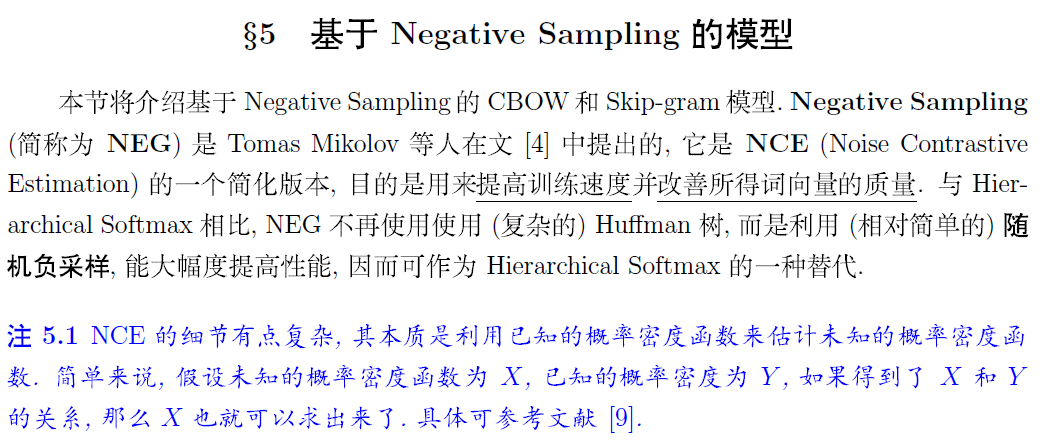 §5 基于 Negative Sampling 的模型
本节将介绍基于 Negative Sampling 的 CBOW 和 Skip-gram 模型. Negative Sampling
(简称为 NEG) 是 Tomas Mikolov 等人在文 [4] 中提出的, 它是 NCE (Noise Contrastive
Estimation) 的一个简化版本, 目的是用来提高训练速度并改善所得词向量的质量. 与 Hier-
archical Softmax 相比, NEG 不再使用使用 (复杂的) Huffman 树, 而是利用 (相对简单的) 随
机负采样, 能大幅度提高性能, 因而可作为 Hierarchical Softmax 的一种替代.
注 5.1 NCE 的细节有点复杂, 其本质是利用已知的概率密度函数来估计未知的概率密度函
数. 简单来说, 假设未知的概率密度函数为 X, 已知的概率密度为 Y, 如果得到了 X 和 Y
的关系, 那么 X 也就可以求出来了. 具体可参考文献 [9].